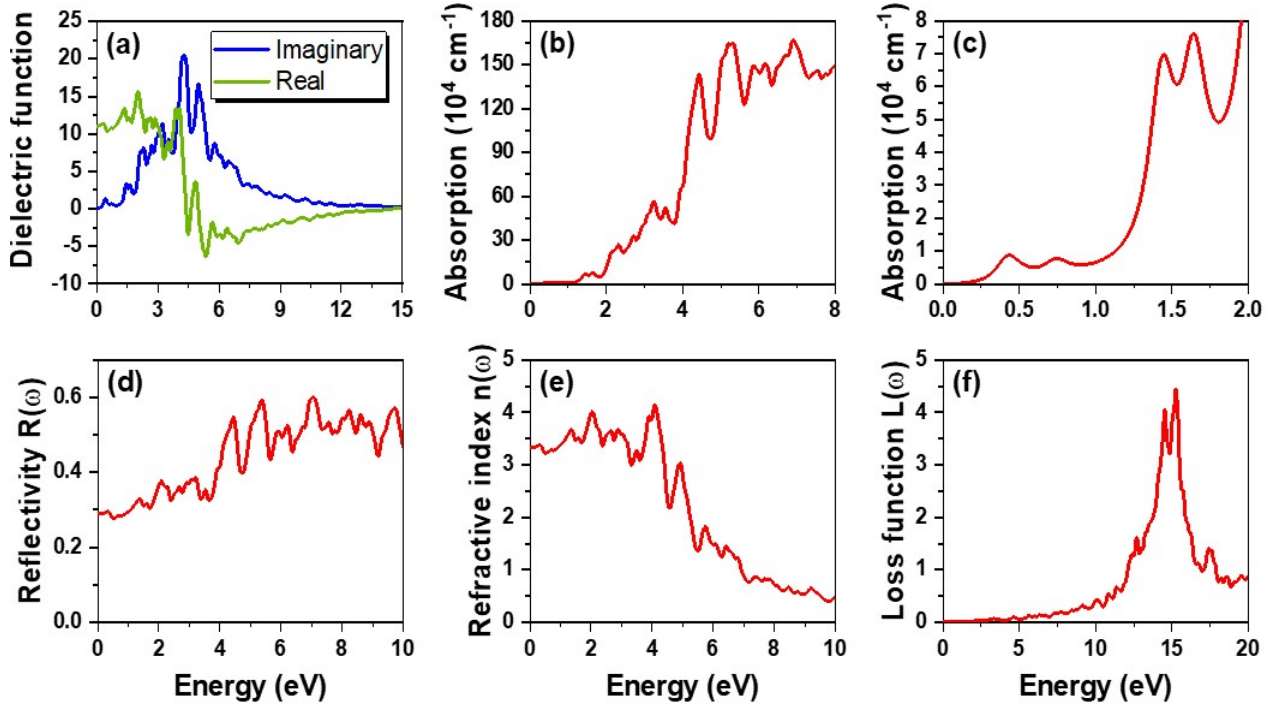 (a)
Imaginary
Real
Dielectric function
25
20
15
10
5
0
-5
-10
0 3 6 9 12 15
(b)
Absorption (10⁴ cm⁻¹)
180
150
120
90
60
30
0
0 2 4 6 8
(c)
Absorption (10⁴ cm⁻¹)
8
7
6
5
4
3
2
1
0
0.0 0.5 1.0 1.5 2.0
(d)
Reflectivity R(ω)
0.6
0.4
0.2
0.0
0 2 4 6 8 10
Energy (eV)
(e)
Refractive index n(ω)
5
4
3
2
1
0
0 2 4 6 8 10
Energy (eV)
(f)
Loss function L(ω)
5
4
3
2
1
0
0 5 10 15 20
Energy (eV)